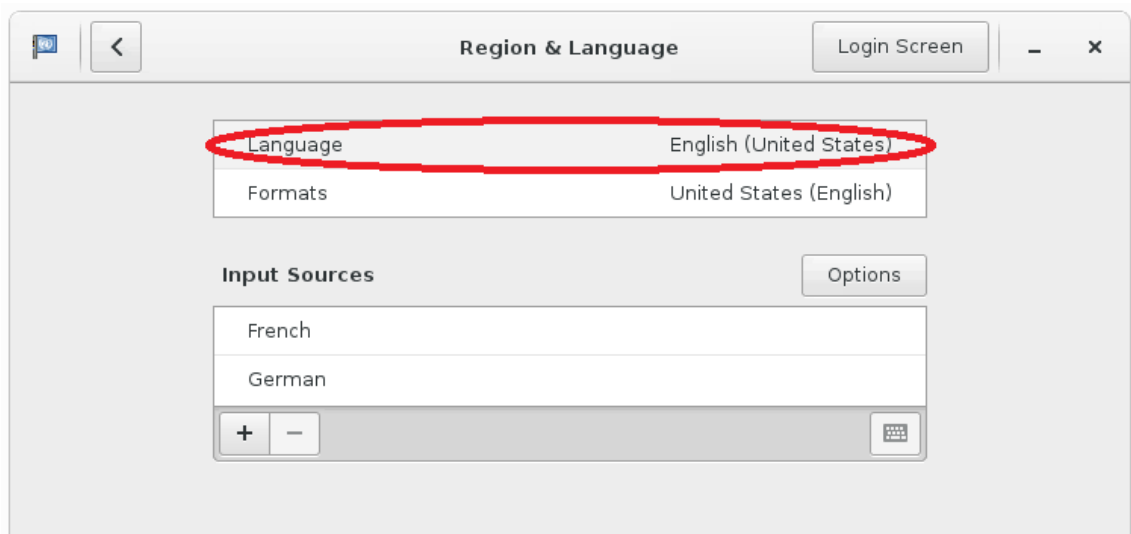 Region & Language
Login Screen
Language English (United States)
Formats United States (English)
Input Sources
Options
French
German